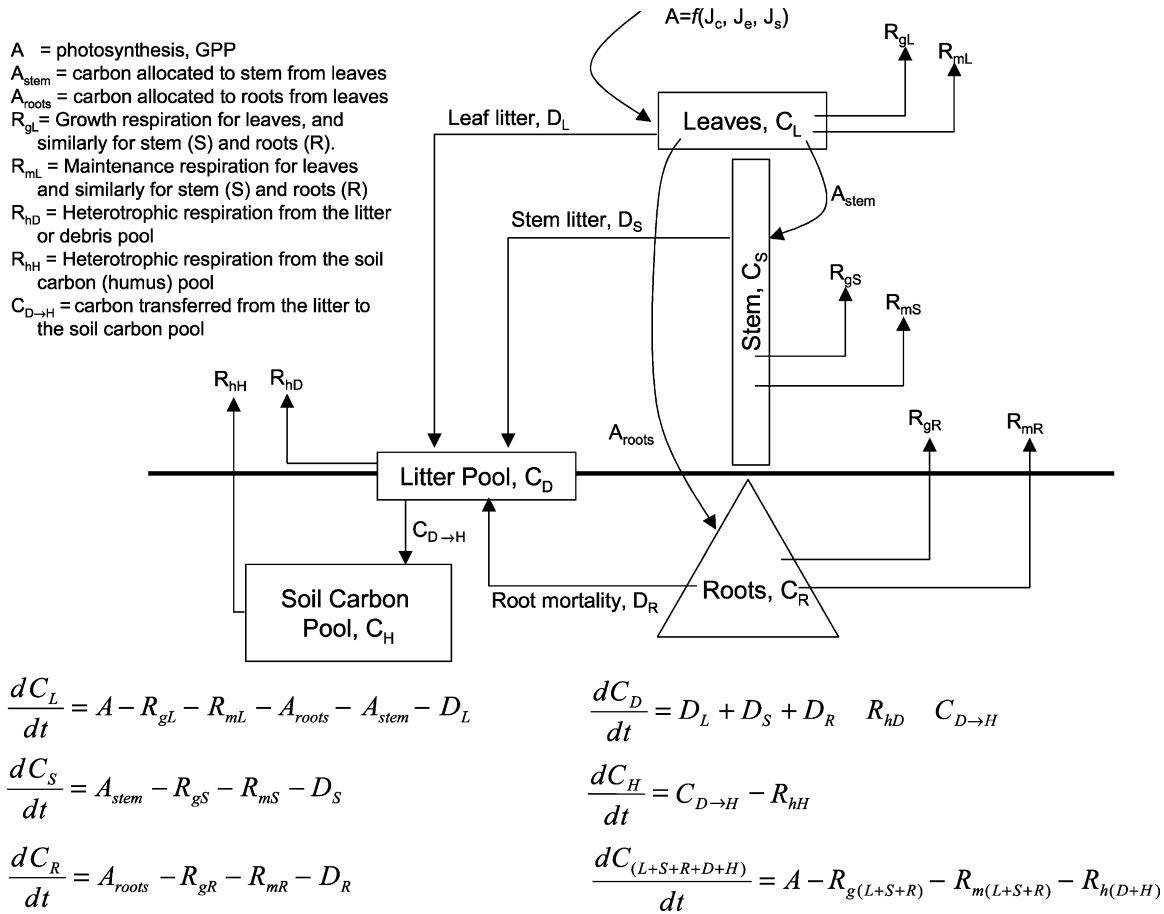 A=f(J_c, J_e, J_s)
A = photosynthesis, GPP
A_stem = carbon allocated to stem from leaves
A_roots = carbon allocated to roots from leaves
R_gL = Growth respiration for leaves, and
similarly for stem (S) and roots (R).
R_mL = Maintenance respiration for leaves
and similarly for stem (S) and roots (R)
R_hD = Heterotrophic respiration from the litter
or debris pool
R_hH = Heterotrophic respiration from the soil
carbon (humus) pool
C_D→H = carbon transferred from the litter to
the soil carbon pool
R_gL
R_mL
Leaf litter, D_L
Leaves, C_L
A_stem
Stem litter, D_S
Stem, C_S
R_gS
R_mS
R_hH
R_hD
A_roots
R_gR
R_mR
Litter Pool, C_D
C_D→H
Soil Carbon
Pool, C_H
Root mortality, D_R
Roots, C_R
dC_L/dt = A − R_gL − R_mL − A_roots − A_stem − D_L
dC_S/dt = A_stem − R_gS − R_mS − D_S
dC_R/dt = A_roots − R_gR − R_mR − D_R
dC_D/dt = D_L + D_S + D_R R_hD C_D→H
dC_H/dt = C_D→H − R_hH
dC_(L+S+R+D+H)/dt = A − R_g(L+S+R) − R_m(L+S+R) − R_h(D+H)